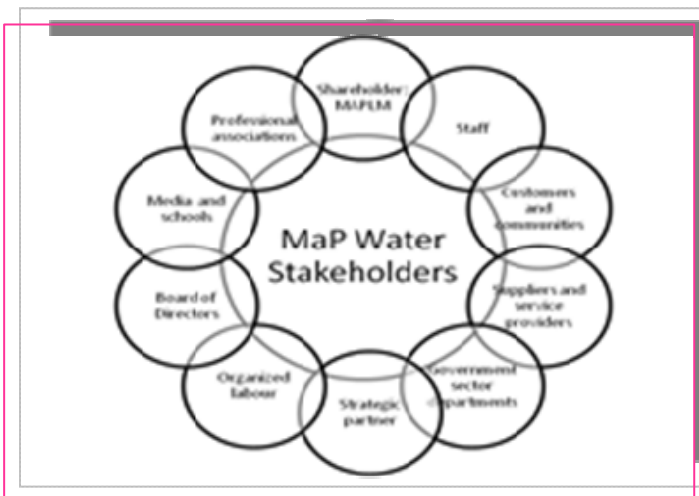 Shareholder:
MAPLM
Staff
Customers
and
communities
Suppliers and
service
providers
Government
sector
departments
Strategic
partner
Organized
labour
Board of
Directors
Media and
schools
Professional
associations
MaP Water
Stakeholders